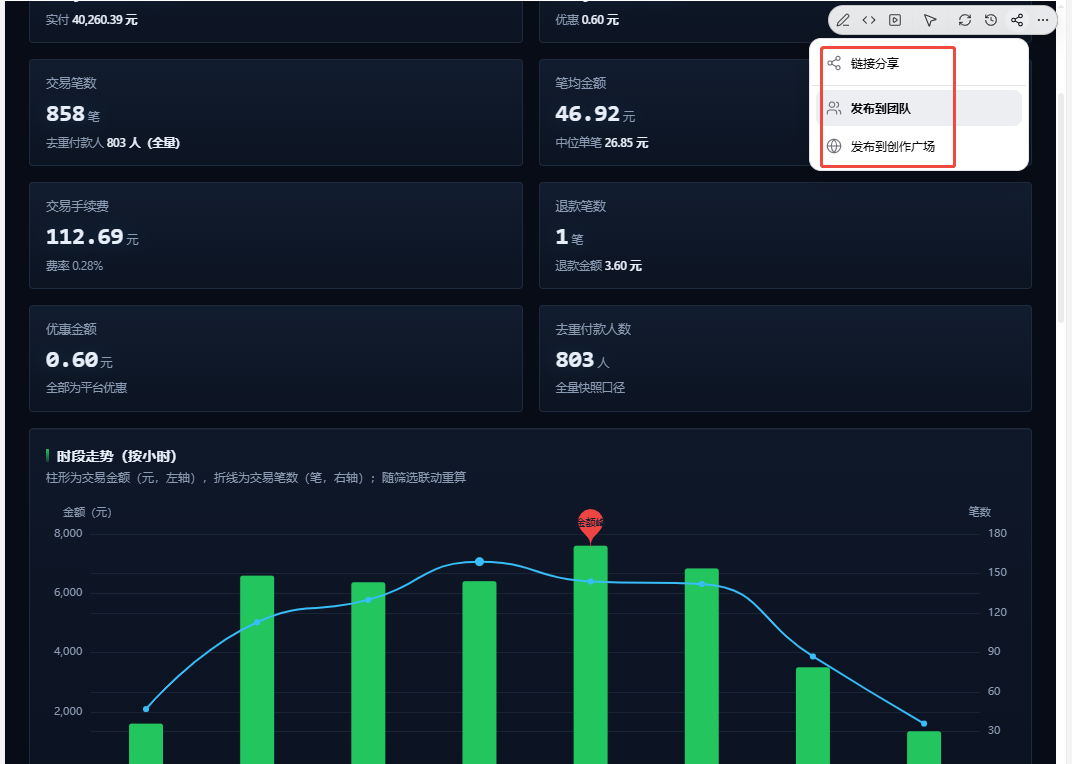 实付 40,260.39 元
优惠 0.60 元
链接分享
发布到团队
发布到创作广场
交易笔数
858 笔
去重付款人 803 人（全量）
笔均金额
46.92 元
中位单笔 26.85 元
交易手续费
112.69 元
费率 0.28%
退款笔数
1 笔
退款金额 3.60 元
优惠金额
0.60 元
全部为平台优惠
去重付款人数
803 人
全量快照口径
时段走势（按小时）
柱形为交易金额（元，左轴），折线为交易笔数（笔，右轴）；随筛选联动重算
金额（元）
笔数
8,000
180
150
6,000
120
4,000
90
60
2,000
30